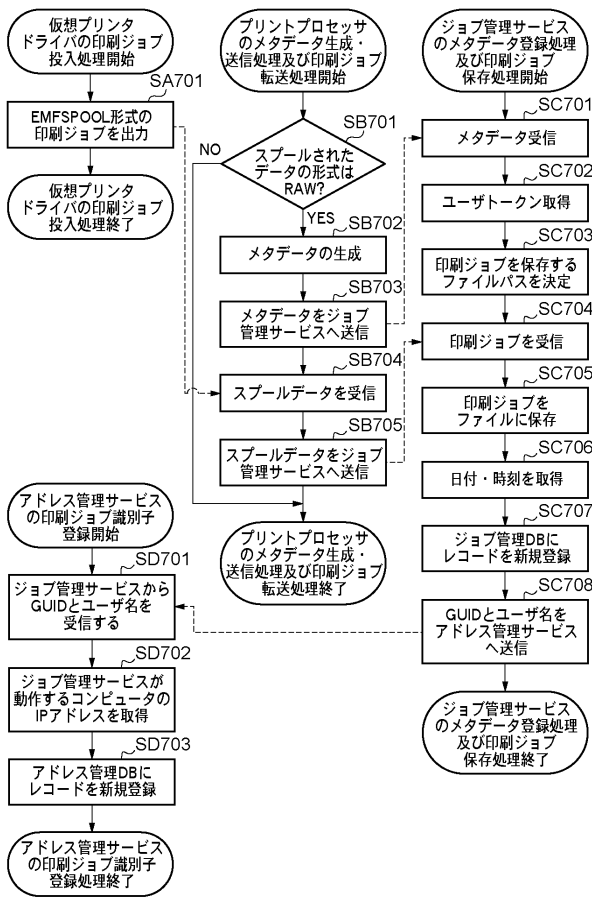 仮想プリンタ
ドライバの印刷ジョブ
投入処理開始
SA701
EMFSPOOL形式の
印刷ジョブを出力
仮想プリンタ
ドライバの印刷ジョブ
投入処理終了
プリントプロセッサ
のメタデータ生成・
送信処理及び印刷ジョブ
転送処理開始
SB701
NO
スプールされた
データの形式は
RAW?
YES
SB702
メタデータの生成
SB703
メタデータをジョブ
管理サービスへ送信
SB704
スプールデータを受信
SB705
スプールデータをジョブ
管理サービスへ送信
プリントプロセッサ
のメタデータ生成・
送信処理及び印刷ジョブ
転送処理終了
ジョブ管理サービス
のメタデータ登録処理
及び印刷ジョブ
保存処理開始
SC701
メタデータ受信
SC702
ユーザトークン取得
SC703
印刷ジョブを保存する
ファイルパスを決定
SC704
印刷ジョブを受信
SC705
印刷ジョブを
ファイルに保存
SC706
日付・時刻を取得
SC707
ジョブ管理DBに
レコードを新規登録
SC708
GUIDとユーザ名を
アドレス管理サービス
へ送信
ジョブ管理サービス
のメタデータ登録処理
及び印刷ジョブ
保存処理終了
アドレス管理サービス
の印刷ジョブ識別子
登録開始
SD701
ジョブ管理サービスから
GUIDとユーザ名を
受信する
SD702
ジョブ管理サービスが
動作するコンピュータの
IPアドレスを取得
SD703
アドレス管理DBに
レコードを新規登録
アドレス管理サービス
の印刷ジョブ識別子
登録処理終了